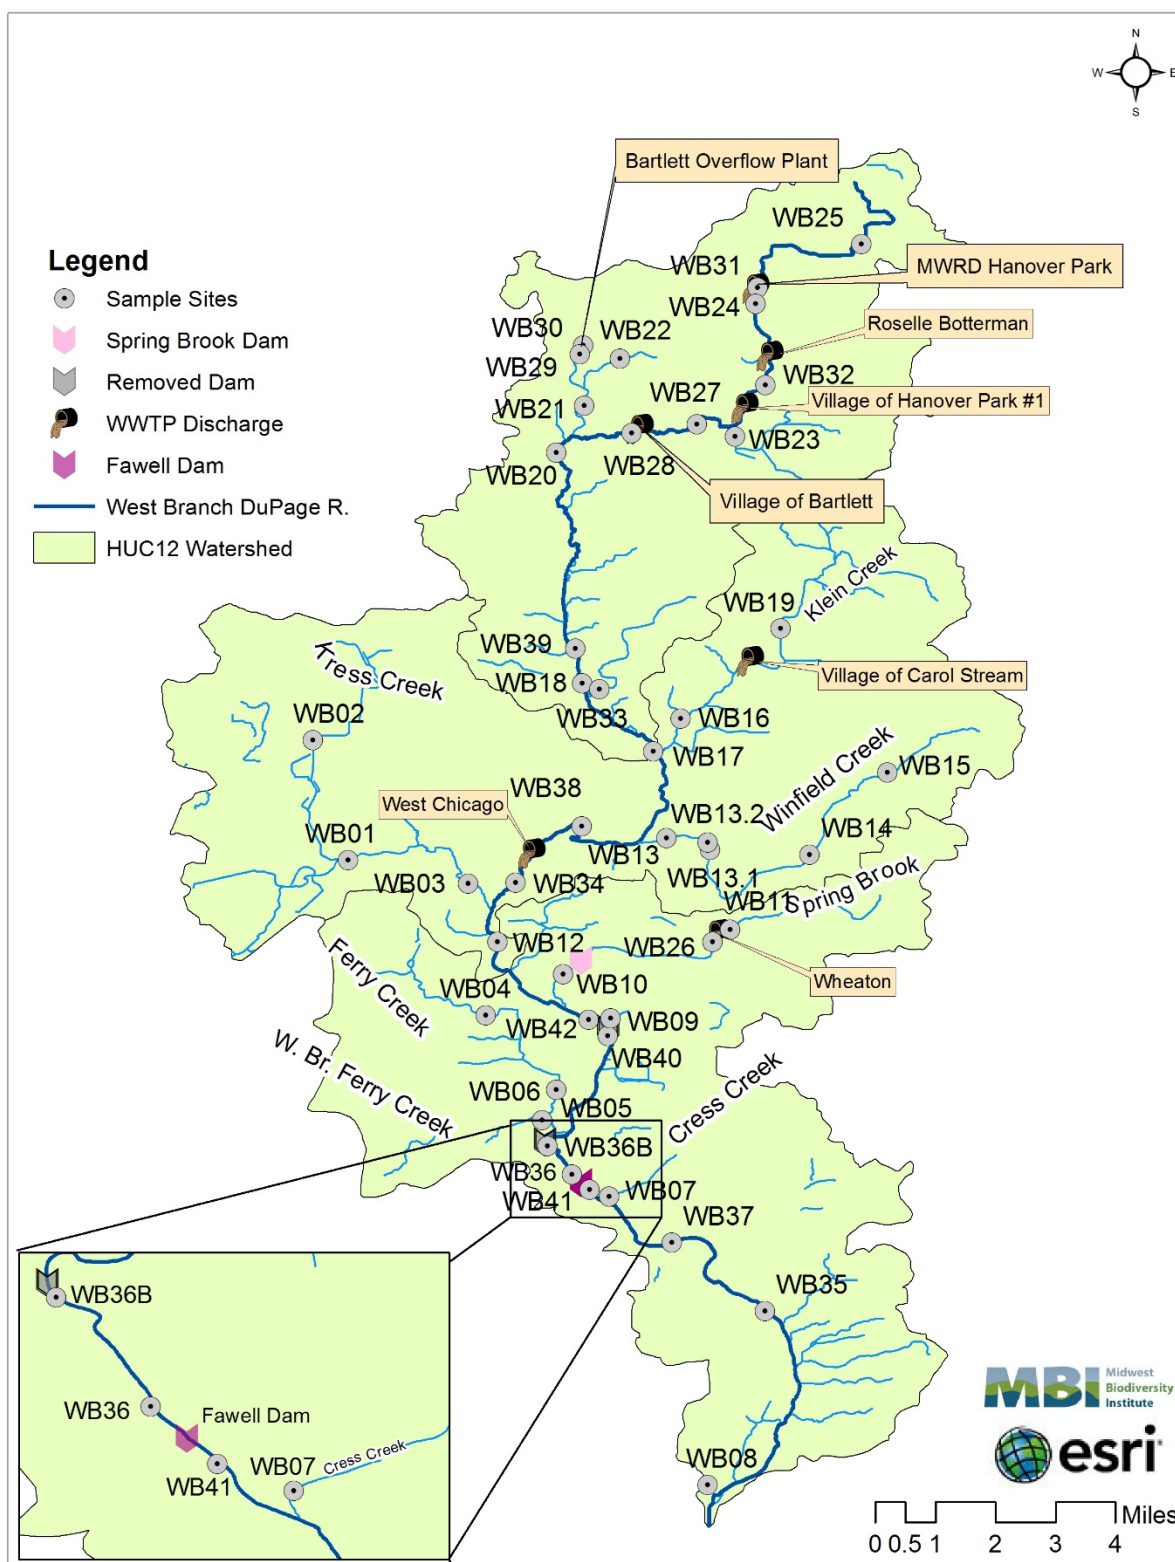 N
W
E
S
Bartlett Overflow Plant
WB25
Legend
WB31
MWRD Hanover Park
Sample Sites
WB24
Spring Brook Dam
WB30
WB22
Roselle Botterman
Removed Dam
WB29
WB32
WWTP Discharge
WB21
WB27
Village of Hanover Park #1
Fawell Dam
WB23
WB20
WB28
West Branch DuPage R.
Village of Bartlett
HUC12 Watershed
Klein Creek
WB19
WB39
Kress Creek
WB18
Village of Carol Stream
WB02
WB33
WB16
WB17
Winfield Creek
WB15
WB38
West Chicago
WB13.2
WB01
WB13
WB14
WB03
WB34
WB13.1
WB11
Spring Brook
WB12
WB26
Ferry Creek
WB10
Wheaton
WB04
WB42
WB09
WB40
W. Br. Ferry Creek
WB06
WB05
Cress Creek
WB36B
WB36
WB41
WB07
WB37
WB35
WB36B
WB36
Fawell Dam
WB41
WB07
Cress Creek
WB08
MBI Midwest
Biodiversity
Institute
esri
Miles
0 0.5 1 2 3 4